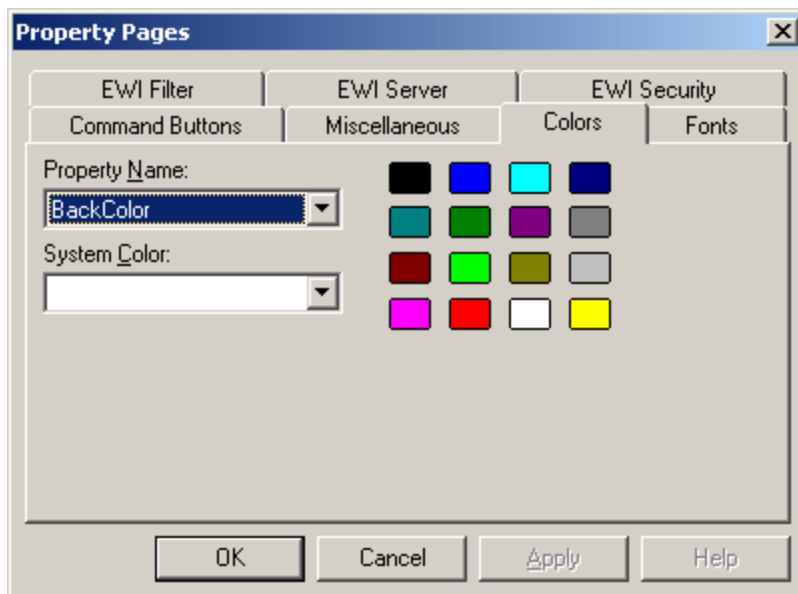 Property Pages
EWI Filter EWI Server EWI Security
Command Buttons Miscellaneous Colors Fonts
Property Name:
BackColor
System Color:
OK Cancel Apply Help